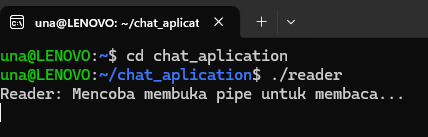 una@LENOVO: ~/chat_aplicat
una@LENOVO:~$ cd chat_aplication
una@LENOVO:~/chat_aplication$ ./reader
Reader: Mencoba membuka pipe untuk membaca...